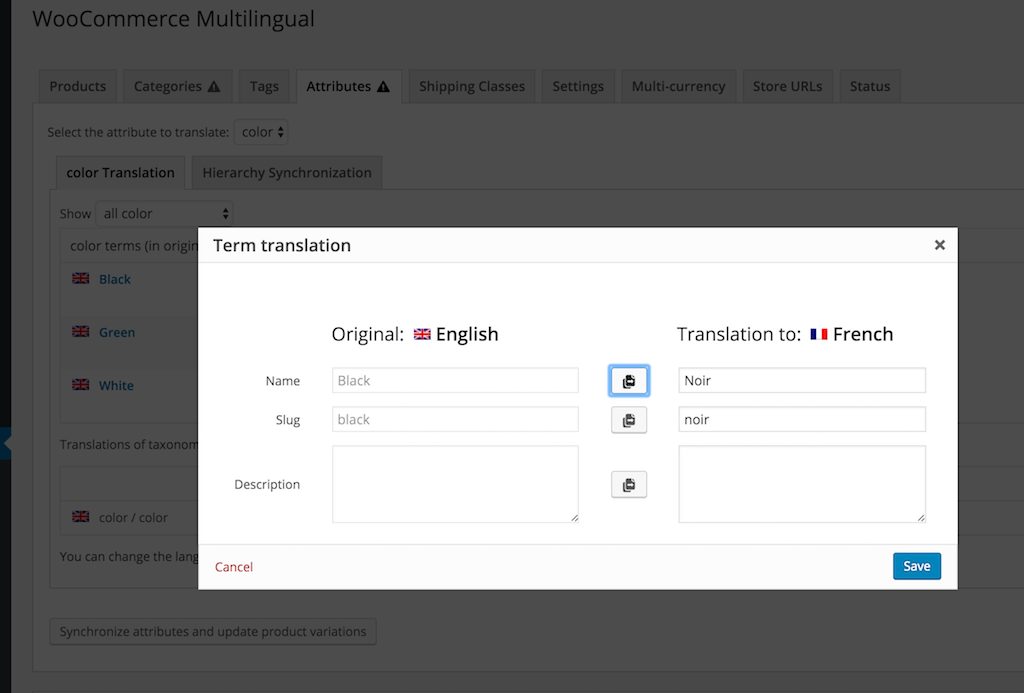 WooCommerce Multilingual
Products Categories Tags Attributes Shipping Classes Settings Multi-currency Store URLs Status
Select the attribute to translate: color
color Translation Hierarchy Synchronization
Show all color
color terms (in origin
Term translation
Black
Green
White
Original: English Translation to: French
Name Black Noir
Slug black noir
Description
Translations of taxonom
color / color
You can change the lang
Cancel Save
Synchronize attributes and update product variations